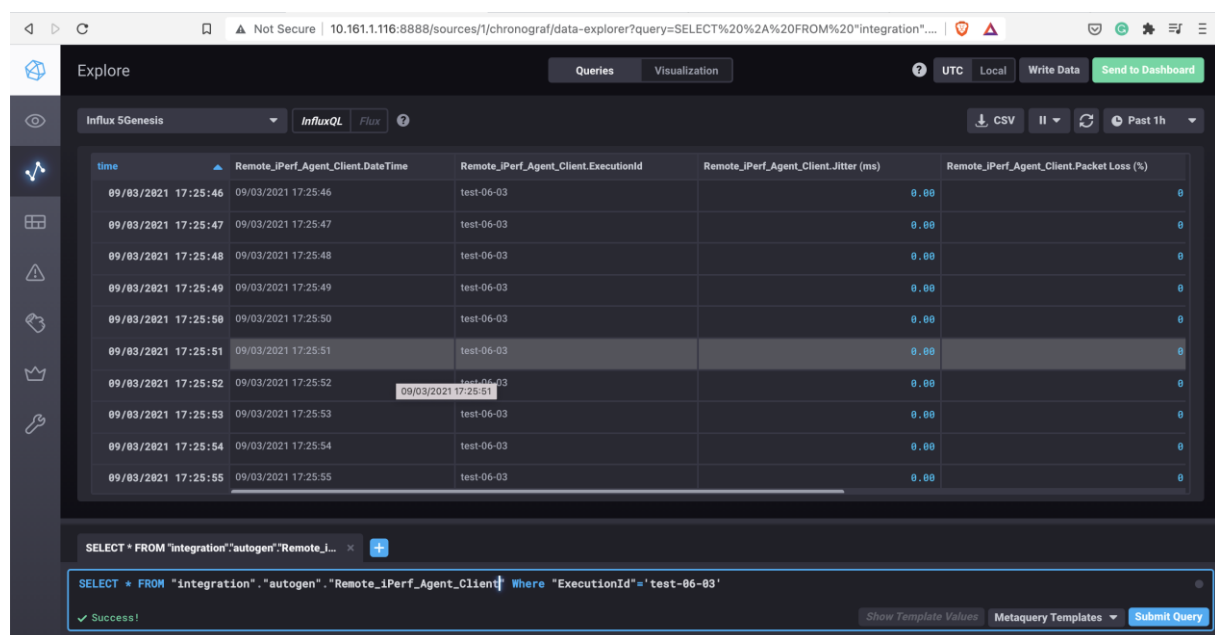 Not Secure | 10.161.1.116:8888/sources/1/chronograf/data-explorer?query=SELECT%20%2A%20FROM%20"integration"....
Explore Queries Visualization UTC Local Write Data Send to Dashboard
Influx 5Genesis InfluxQL Flux CSV Past 1h
time Remote_iPerf_Agent_Client.DateTime Remote_iPerf_Agent_Client.ExecutionId Remote_iPerf_Agent_Client.Jitter (ms) Remote_iPerf_Agent_Client.Packet Loss (%)
09/03/2021 17:25:46 09/03/2021 17:25:46 test-06-03 0.00 0
09/03/2021 17:25:47 09/03/2021 17:25:47 test-06-03 0.00 0
09/03/2021 17:25:48 09/03/2021 17:25:48 test-06-03 0.00 0
09/03/2021 17:25:49 09/03/2021 17:25:49 test-06-03 0.00 0
09/03/2021 17:25:50 09/03/2021 17:25:50 test-06-03 0.00 0
09/03/2021 17:25:51 09/03/2021 17:25:51 test-06-03 0.00 0
09/03/2021 17:25:52 09/03/2021 17:25:52 test-06-03 0.00 0
09/03/2021 17:25:51
09/03/2021 17:25:53 09/03/2021 17:25:53 test-06-03 0.00 0
09/03/2021 17:25:54 09/03/2021 17:25:54 test-06-03 0.00 0
09/03/2021 17:25:55 09/03/2021 17:25:55 test-06-03 0.00 0
SELECT * FROM "integration"."autogen"."Remote_i...
SELECT * FROM "integration"."autogen"."Remote_iPerf_Agent_Client" Where "ExecutionId"='test-06-03'
Success! Show Template Values Metaquery Templates Submit Query